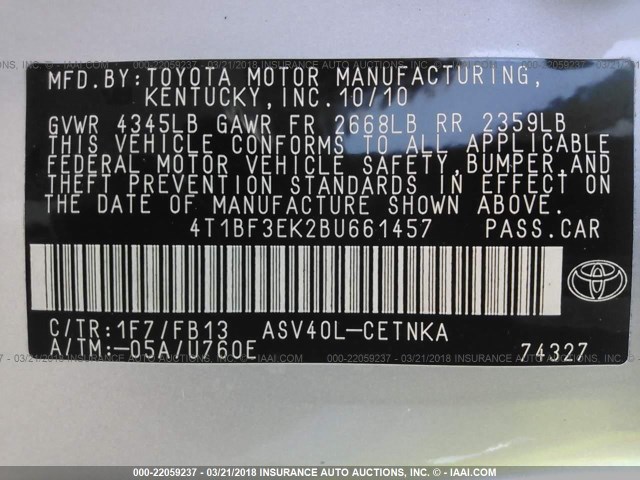 MFD.BY:TOYOTA MOTOR MANUFACTURING,
KENTUCKY,INC.10/10
GVWR 4345LB GAWR FR 2668LB RR 2359LB
THIS VEHICLE CONFORMS TO ALL APPLICABLE
FEDERAL MOTOR VEHICLE SAFETY,BUMPER,AND
THEFT PREVENTION STANDARDS IN EFFECT ON
THE DATE OF MANUFACTURE SHOWN ABOVE.
4T1BF3EK2BU661457 PASS.CAR
C/TR:1F7/FB13 ASV40L-CETNKA
A/TM:-05A/U760E 74327
000-22059237 - 03/21/2018 INSURANCE AUTO AUCTIONS, INC. - IAAI.COM